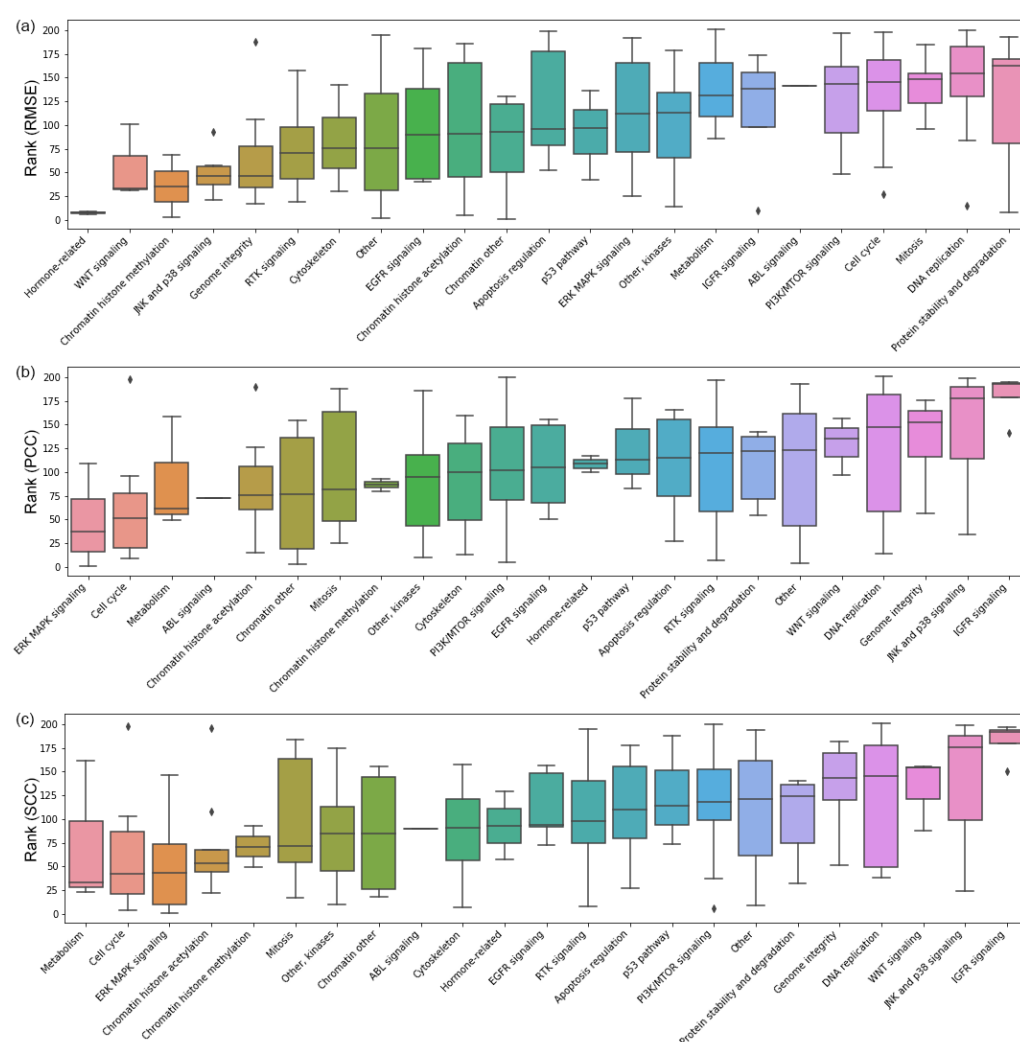 (a)
Rank (RMSE)
200
175
150
125
100
75
50
25
0
Hormone-related
WNT signaling
Chromatin histone methylation
JNK and p38 signaling
Genome integrity
RTK signaling
Cytoskeleton
Other
EGFR signaling
Chromatin histone acetylation
Chromatin other
Apoptosis regulation
p53 pathway
ERK MAPK signaling
Other, kinases
Metabolism
IGFR signaling
ABL signaling
PI3K/MTOR signaling
Cell cycle
Mitosis
DNA replication
Protein stability and degradation
(b)
Rank (PCC)
200
175
150
125
100
75
50
25
0
ERK MAPK signaling
Cell cycle
Metabolism
ABL signaling
Chromatin histone acetylation
Chromatin other
Mitosis
Chromatin histone methylation
Other, kinases
Cytoskeleton
PI3K/MTOR signaling
EGFR signaling
Hormone-related
p53 pathway
Apoptosis regulation
RTK signaling
Protein stability and degradation
Other
WNT signaling
DNA replication
Genome integrity
JNK and p38 signaling
IGFR signaling
(c)
Rank (SCC)
200
175
150
125
100
75
50
25
0
Metabolism
Cell cycle
ERK MAPK signaling
Chromatin histone acetylation
Chromatin histone methylation
Mitosis
Other, kinases
Chromatin other
ABL signaling
Cytoskeleton
Hormone-related
EGFR signaling
RTK signaling
Apoptosis regulation
p53 pathway
PI3K/MTOR signaling
Other
Protein stability and degradation
Genome integrity
DNA replication
WNT signaling
JNK and p38 signaling
IGFR signaling